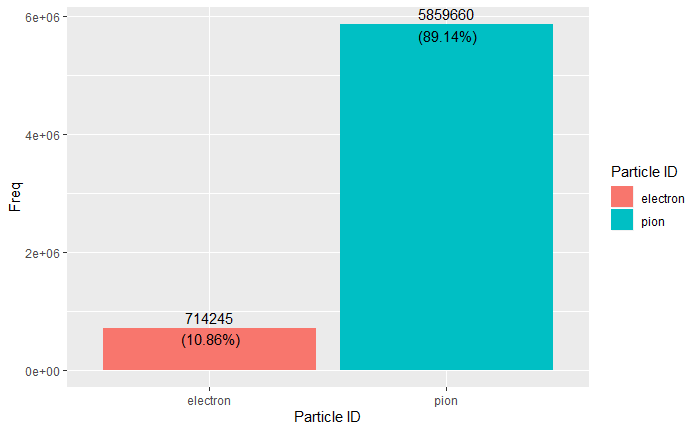 5859660
(89.14%)
6e+06
4e+06
2e+06
0e+00
Freq
714245
(10.86%)
electron
pion
Particle ID
Particle ID
electron
pion